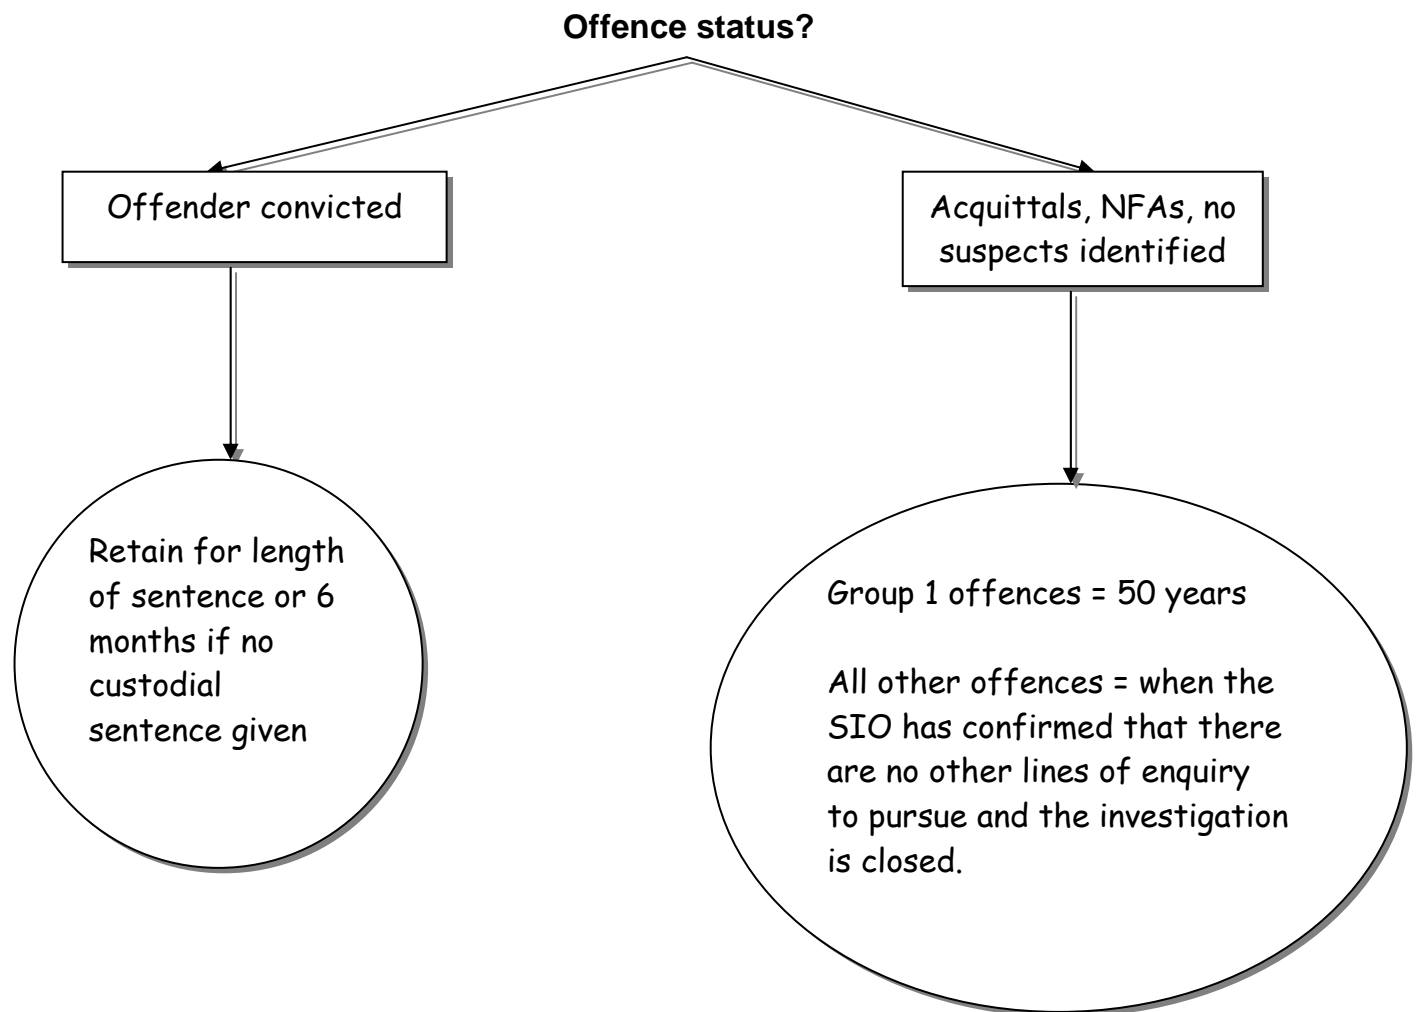 Offence status?
Offender convicted
Acquittals, NFAs, no
suspects identified
Retain for length
of sentence or 6
months if no
custodial
sentence given
Group 1 offences = 50 years
All other offences = when the
SIO has confirmed that there
are no other lines of enquiry
to pursue and the investigation
is closed.